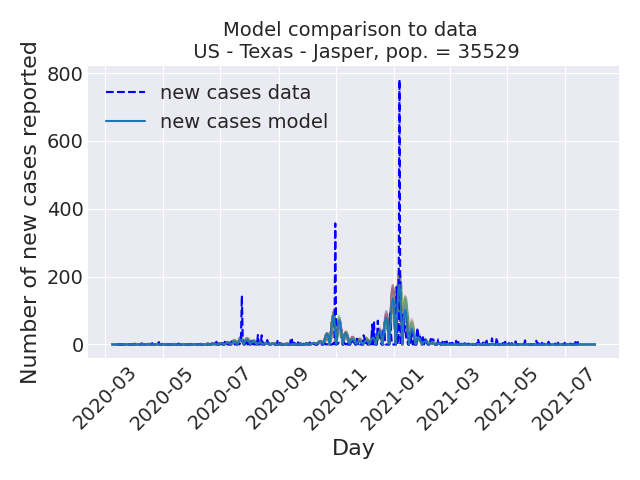 Model comparison to data
US - Texas - Jasper, pop. = 35529
Number of new cases reported
800
600
400
200
0
new cases data
new cases model
2020-03
2020-05
2020-07
2020-09
2020-11
2021-01
2021-03
2021-05
2021-07
Day